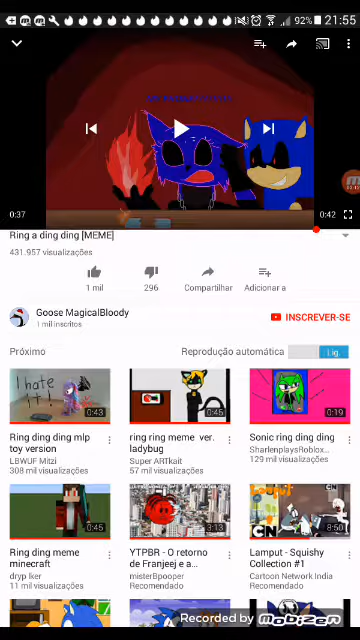 92% 21:55
0:37
0:42
Ring a ding ding [MEME]
431.957 visualizações
1 mil
296
Compartilhar
Adicionar a
Goose MagicalBloody
1 mil inscritos
INSCREVER-SE
Próximo
Reprodução automática
Lig.
I hate it!
0:43
0:45
0:19
Ring ding ding mlp toy version
LBWUF Mitzi
308 mil visualizações
ring ring meme ver. ladybug
Super ARTkait
57 mil visualizações
Sonic ring ding ding
SharlenplaysRoblox...
129 mil visualizações
0:45
3:13
Lamput
CN
8:50
Ring ding meme minecraft
dryp iker
11 mil visualizações
YTPBR - O retorno de Franjeej e a...
misterBpooper
Recomendado
Lamput - Squishy Collection #1
Cartoon Network India
Recomendado
Recorded by MOBIZEN